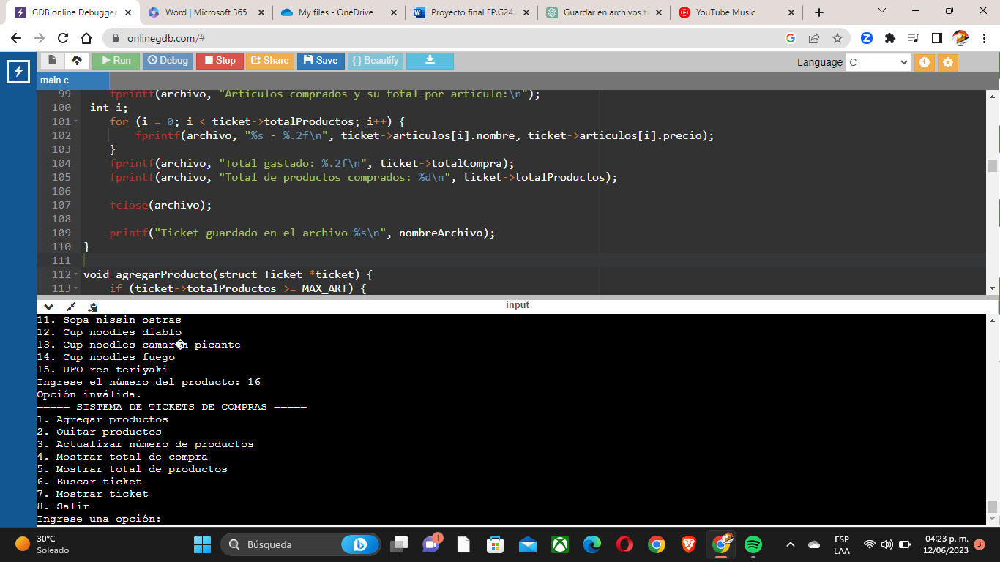 GDB online Debugger
Word | Microsoft 365
My files - OneDrive
Proyecto final FP.G24.
Guardar en archivos t
YouTube Music
onlinegdb.com/#
Run
Debug
Stop
Share
Save
{ } Beautify
Language C
main.c
99 fprintf(archivo, "Articulos comprados y su total por articulo:\n");
100 int i;
101 for (i = 0; i < ticket->totalProductos; i++) {
102 fprintf(archivo, "%s - %.2f\n", ticket->articulos[i].nombre, ticket->articulos[i].precio);
103 }
104 fprintf(archivo, "Total gastado: %.2f\n", ticket->totalCompra);
105 fprintf(archivo, "Total de productos comprados: %d\n", ticket->totalProductos);
106
107 fclose(archivo);
108
109 printf("Ticket guardado en el archivo %s\n", nombreArchivo);
110 }
111
112 void agregarProducto(struct Ticket *ticket) {
113 if (ticket->totalProductos >= MAX_ART) {
input
11. Sopa nissin ostras
12. Cup noodles diablo
13. Cup noodles camar�n picante
14. Cup noodles fuego
15. UFO res teriyaki
Ingrese el número del producto: 16
Opción inválida.
===== SISTEMA DE TICKETS DE COMPRAS =====
1. Agregar productos
2. Quitar productos
3. Actualizar número de productos
4. Mostrar total de compra
5. Mostrar total de productos
6. Buscar ticket
7. Mostrar ticket
8. Salir
Ingrese una opción:
30°C
Soleado
Búsqueda
1
ESP
LAA
04:23 p. m.
12/06/2023
3